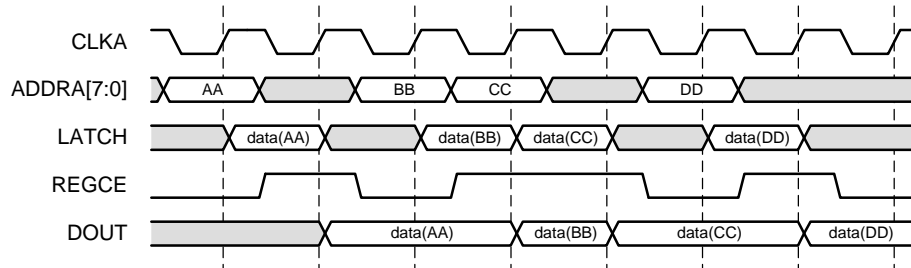 CLKA
ADDRA[7:0] AA BB CC DD
LATCH data(AA) data(BB) data(CC) data(DD)
REGCE
DOUT data(AA) data(BB) data(CC) data(DD)